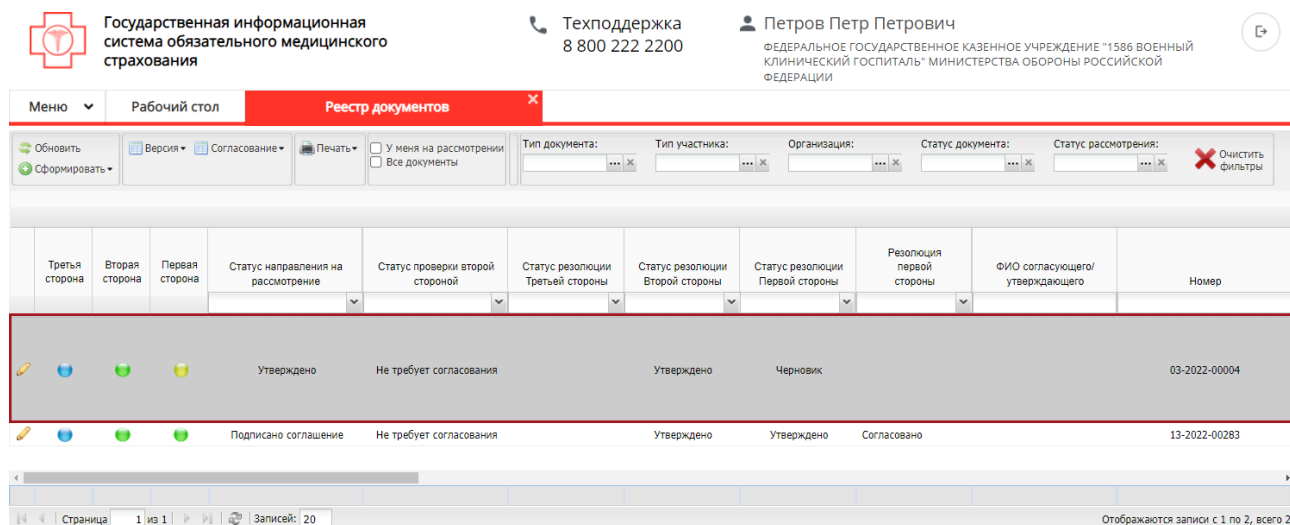 Государственная информационная
система обязательного медицинского
страхования
Техподдержка
8 800 222 2200
Петров Петр Петрович
ФЕДЕРАЛЬНОЕ ГОСУДАРСТВЕННОЕ КАЗЕННОЕ УЧРЕЖДЕНИЕ "1586 ВОЕННЫЙ
КЛИНИЧЕСКИЙ ГОСПИТАЛЬ" МИНИСТЕРСТВА ОБОРОНЫ РОССИЙСКОЙ
ФЕДЕРАЦИИ
Меню Рабочий стол Реестр документов
Обновить Версия Согласование Печать У меня на рассмотрении Тип документа: Тип участника: Организация: Статус документа: Статус рассмотрения: Очистить
Сформировать Все документы фильтры
Третья сторона
Вторая сторона
Первая сторона
Статус направления на рассмотрение
Статус проверки второй стороной
Статус резолюции Третьей стороны
Статус резолюции Второй стороны
Статус резолюции Первой стороны
Резолюция первой стороны
ФИО согласующего/ утверждающего
Номер
Утверждено Не требует согласования Утверждено Черновик 03-2022-00004
Подписано соглашение Не требует согласования Утверждено Утверждено Согласовано 13-2022-00283
Страница 1 из 1 Записей: 20 Отображаются записи с 1 по 2, всего 2